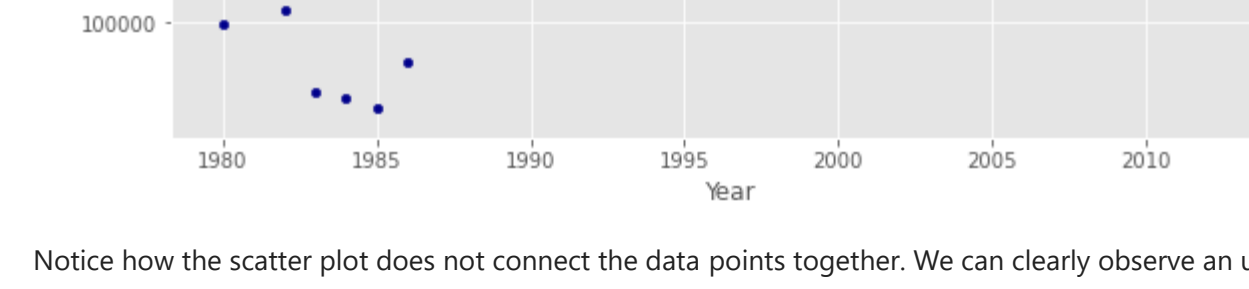 100000
1980 1985 1990 1995 2000 2005 2010
Year
Notice how the scatter plot does not connect the data points together. We can clearly observe an